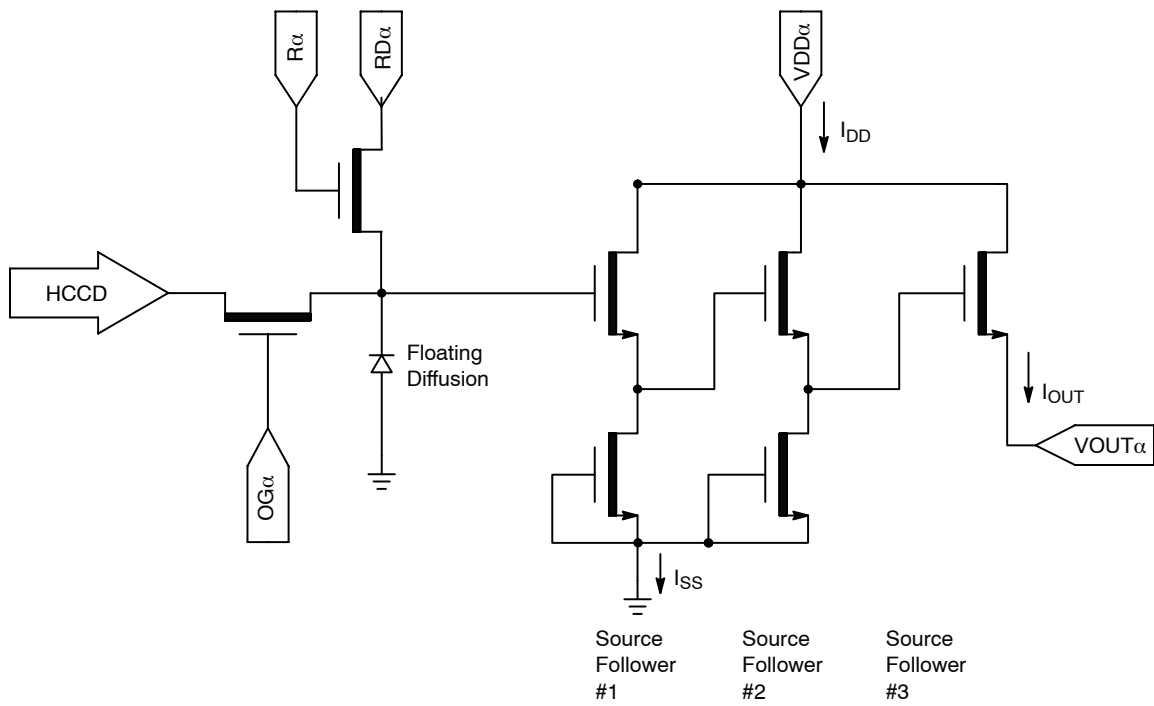 Rα
RDα
VDDα
IDD
HCCD
Floating
Diffusion
IOUT
VOUTα
OGα
ISS
Source
Follower
#1
Source
Follower
#2
Source
Follower
#3